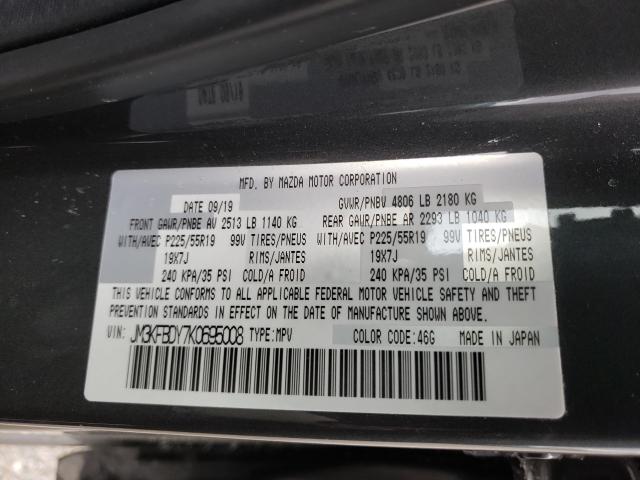 MFD. BY MAZDA MOTOR CORPORATION
DATE 09/19 GVWR/PNBV 4806 LB 2180 KG
FRONT GAWR/PNBE AV 2513 LB 1140 KG REAR GAWR/PNBE AR 2293 LB 1040 KG
WITH/AVEC P225/55R19 99V TIRES/PNEUS WITH/AVEC P225/55R19 99V TIRES/PNEUS
19X7J RIMS/JANTES 19X7J RIMS/JANTES
240 KPA/35 PSI COLD/A FROID 240 KPA/35 PSI COLD/A FROID
THIS VEHICLE CONFORMS TO ALL APPLICABLE FEDERAL MOTOR VEHICLE SAFETY AND THEFT
PREVENTION STANDARDS IN EFFECT ON THE DATE OF MANUFACTURE SHOWN ABOVE.
VIN: JM3KFBDY7K0695008 TYPE:MPV COLOR CODE:46G MADE IN JAPAN